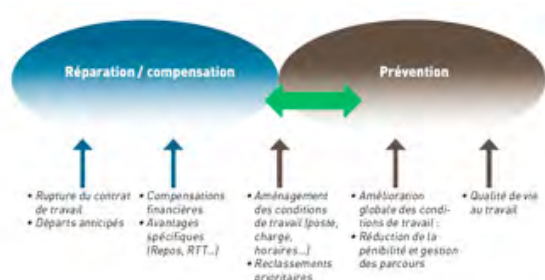 Réparation / compensation
Prévention
• Rupture du contrat
de travail
• Départs anticipés
• Compensations
financières
• Avantages
spécifiques
(Repos, RTT...)
• Aménagement
des conditions
de travail (poste,
charge,
horaires...)
• Reclassements
prioritaires
• Amélioration
globale des condi-
tions de travail :
• Réduction de la
pénibilité et gestion
des parcours
• Qualité de vie
au travail